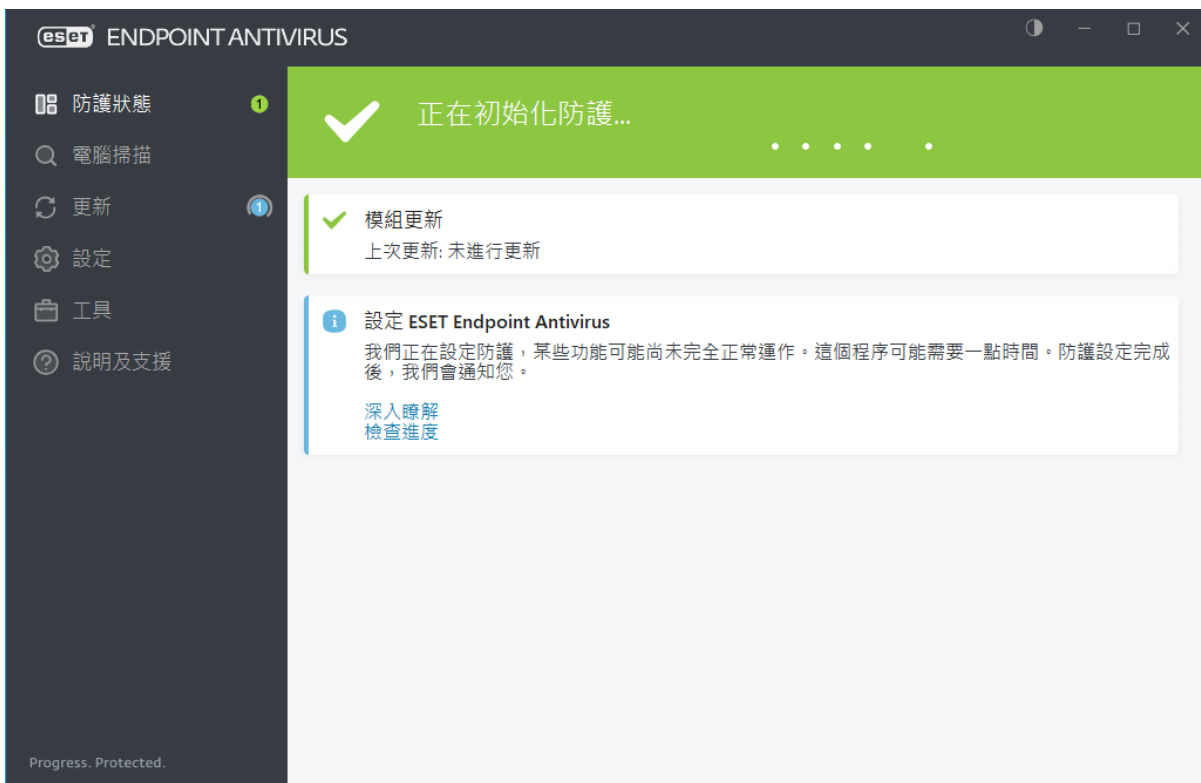 eset ENDPOINT ANTIVIRUS
防護狀態 1
電腦掃描
更新 1
設定
工具
說明及支援
正在初始化防護...
模組更新
上次更新: 未進行更新
設定 ESET Endpoint Antivirus
我們正在設定防護，某些功能可能尚未完全正常運作。這個程序可能需要一點時間。防護設定完成
後，我們會通知您。
深入瞭解
檢查進度
Progress. Protected.